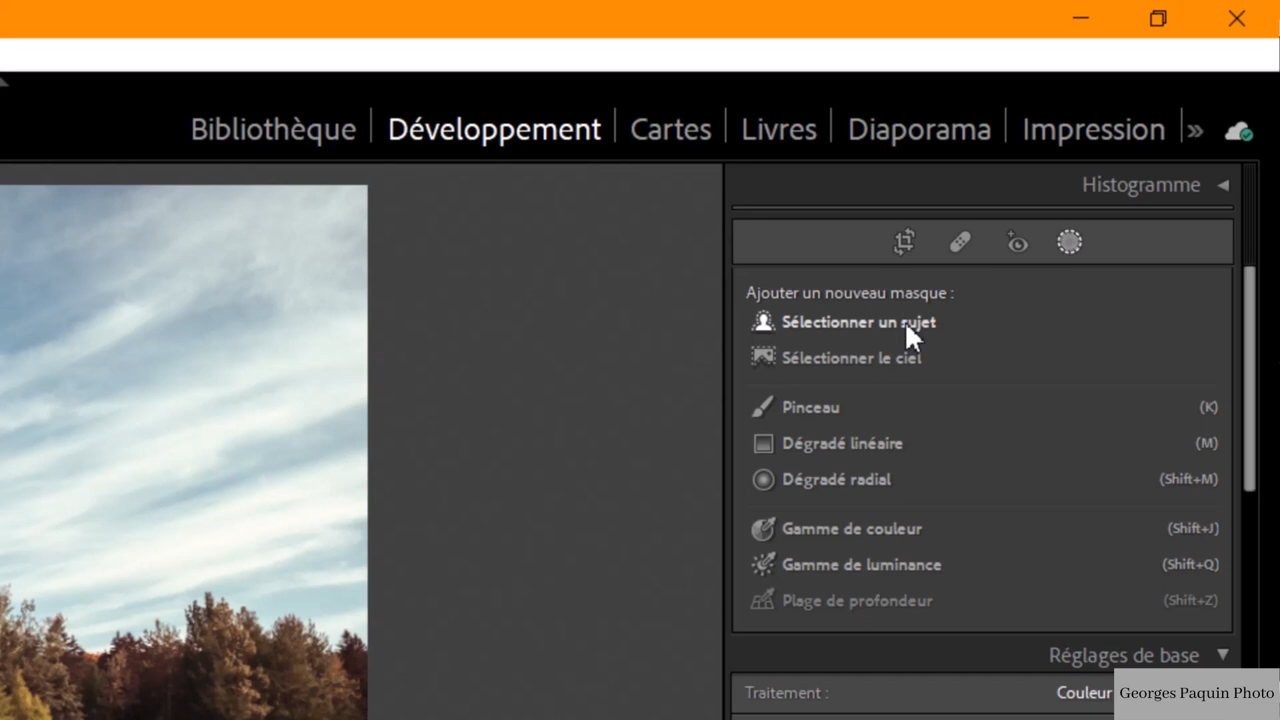 Bibliothèque | Développement | Cartes | Livres | Diaporama | Impression | »
Histogramme
Ajouter un nouveau masque :
Sélectionner un sujet
Sélectionner le ciel
Pinceau (K)
Dégradé linéaire (M)
Dégradé radial (Shift+M)
Gamme de couleur (Shift+J)
Gamme de luminance (Shift+Q)
Plage de profondeur (Shift+Z)
Réglages de base
Traitement : Couleur
Georges Paquin Photo